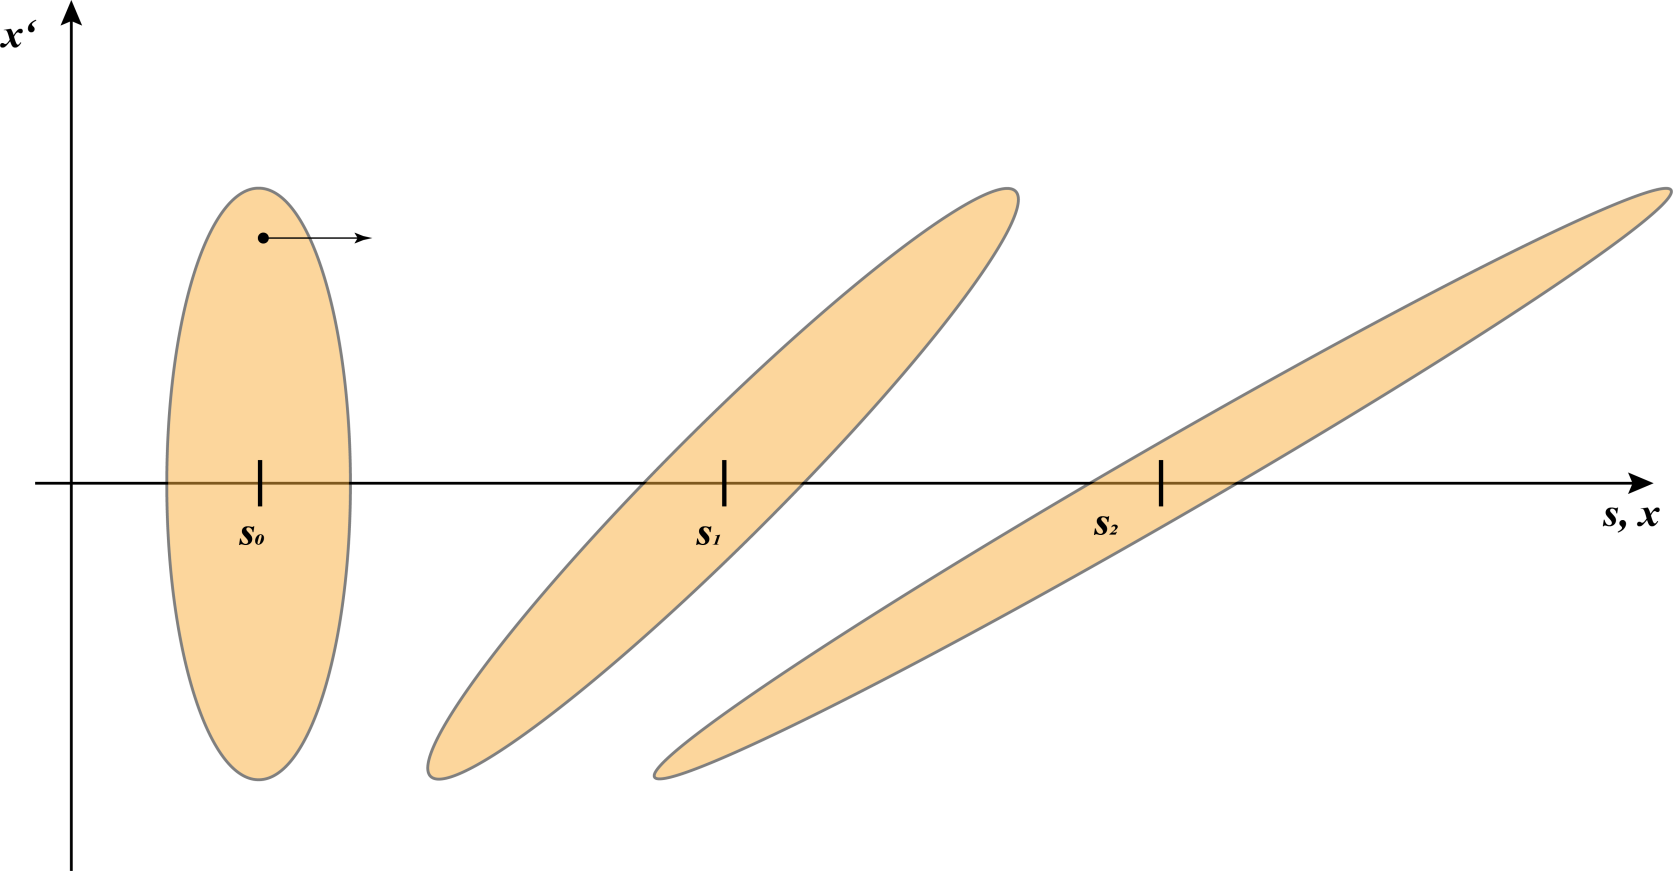 x‘
s₀
s₁
s₂
s, x